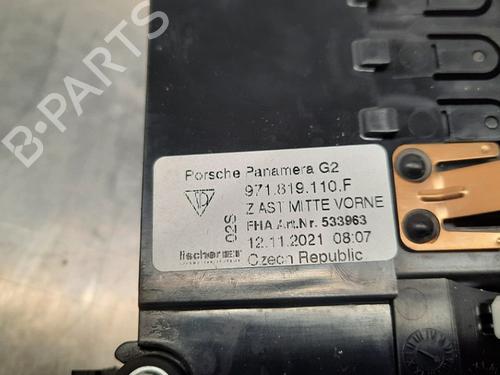 B-PARTS
Porsche Panamera G2
971.819.110.F
Z AST MITTE VORNE
02S
FHA Art.Nr. 533963
12.11.2021 08:07
fischer
Czech Republic